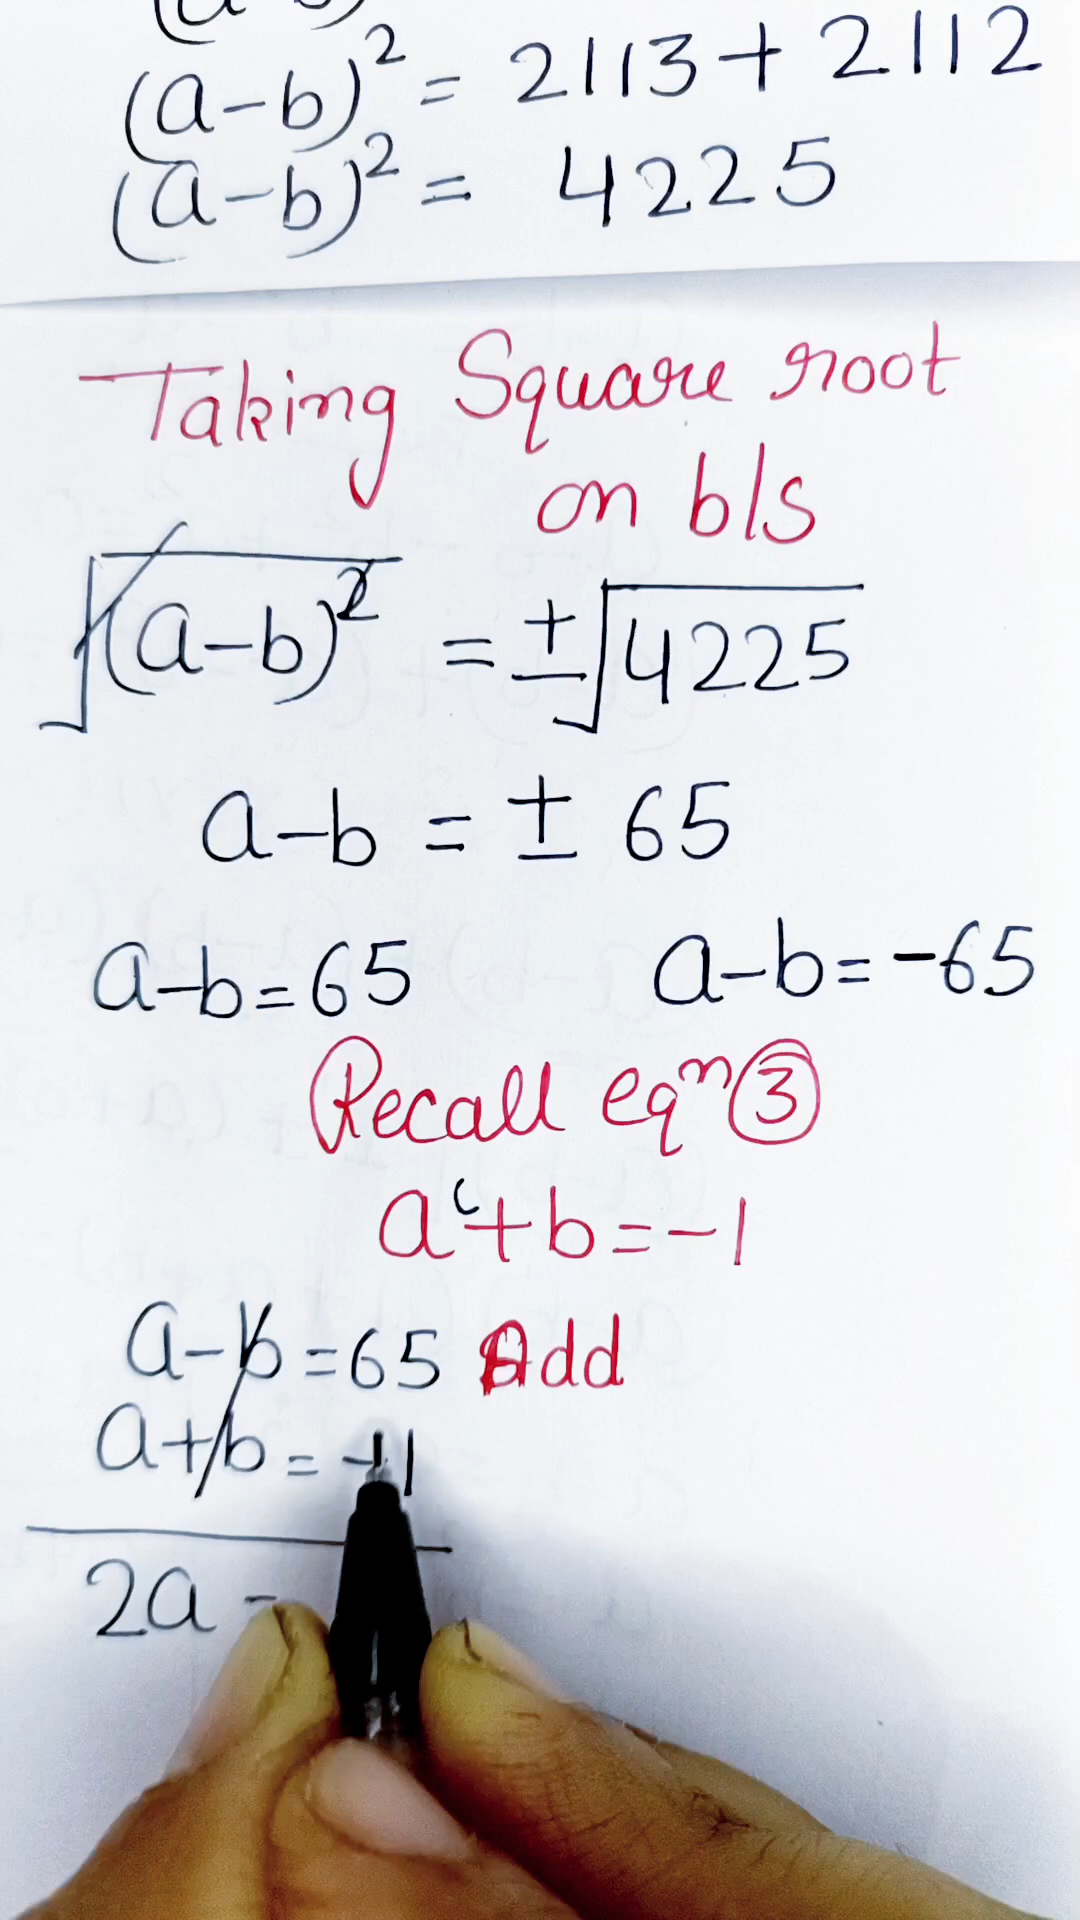 (a-b)² = 2113 + 2112
(a-b)² = 4225
Taking Square root
on b/s
√(a-b)² = ±√4225
a-b = ± 65
a-b=65 a-b=-65
Recall eqⁿ ③
a+b=-1
a-b=65 Add
a+b=-1
2a =